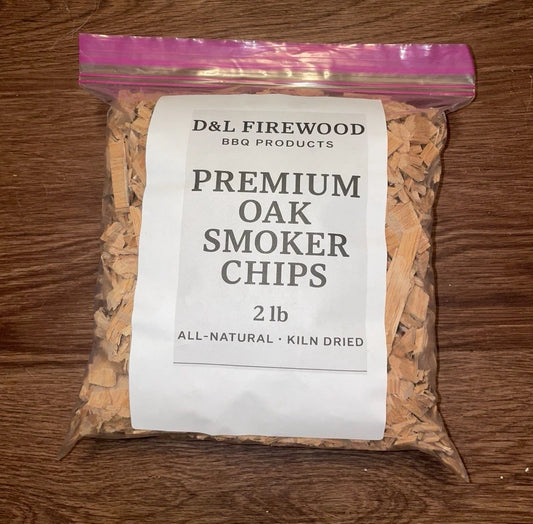 D&L FIREWOOD
BBQ PRODUCTS
PREMIUM
OAK
SMOKER
CHIPS
2 lb
ALL-NATURAL · KILN DRIED